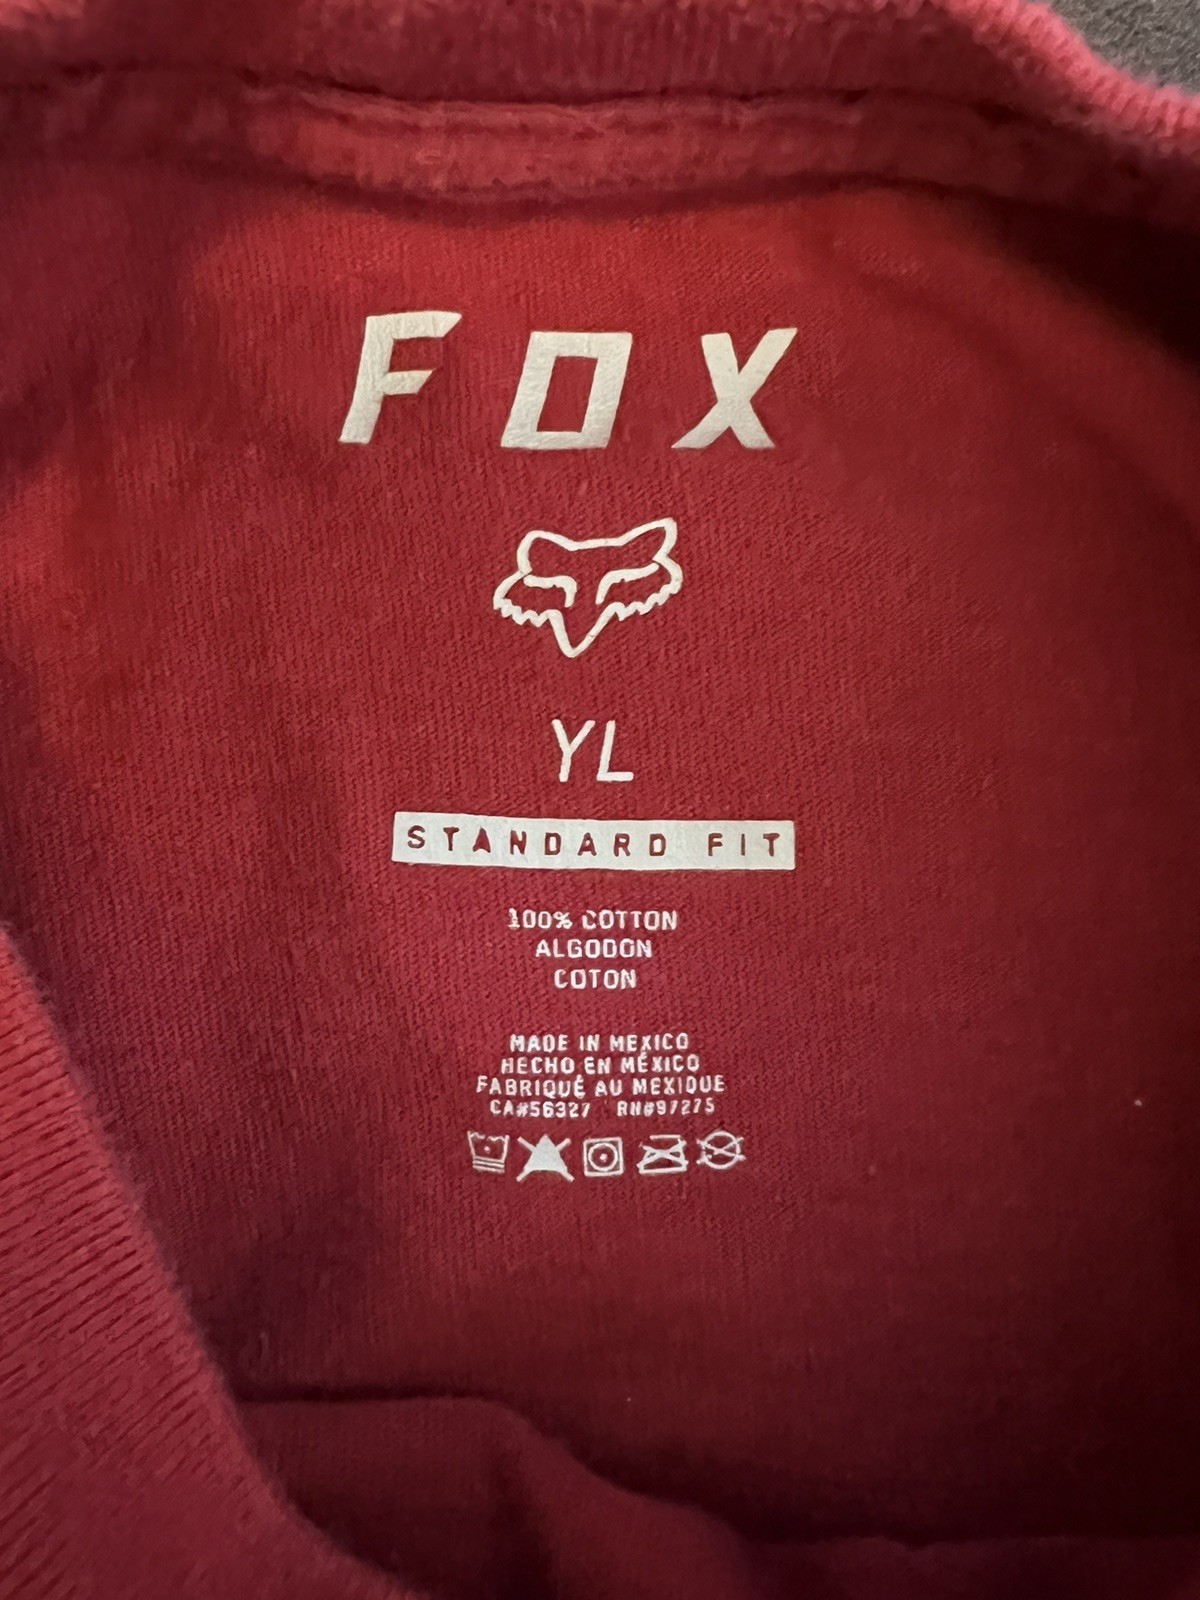 FOX
YL
STANDARD FIT
100% COTTON
ALGODON
COTON
MADE IN MEXICO
HECHO EN MÉXICO
FABRIQUÉ AU MEXIQUE
CA#56327 RN#97275